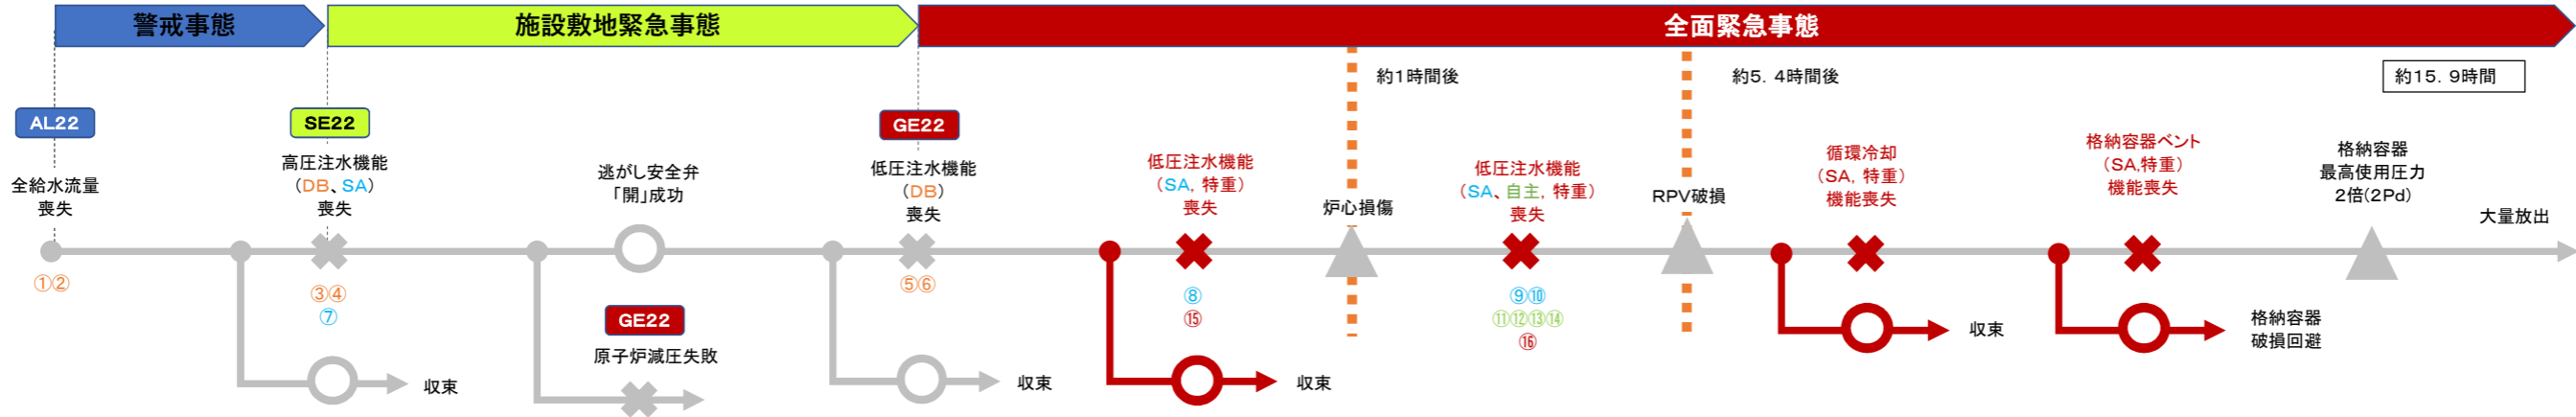 警戒事態
施設敷地緊急事態
全面緊急事態
約1時間後
約5.4時間後
約15.9時間
AL22
全給水流量
喪失
①②
SE22
高圧注水機能
(DB、SA)
喪失
③④
⑦
収束
逃がし安全弁
「開」成功
GE22
原子炉減圧失敗
GE22
低圧注水機能
(DB)
喪失
⑤⑥
収束
低圧注水機能
(SA,特重)
喪失
⑧
⑮
収束
炉心損傷
低圧注水機能
(SA、自主,特重)
喪失
⑨⑩
⑪⑫⑬⑭
⑯
RPV破損
循環冷却
(SA,特重)
機能喪失
収束
格納容器ベント
(SA,特重)
機能喪失
格納容器
破損回避
格納容器
最高使用圧力
2倍(2Pd)
大量放出